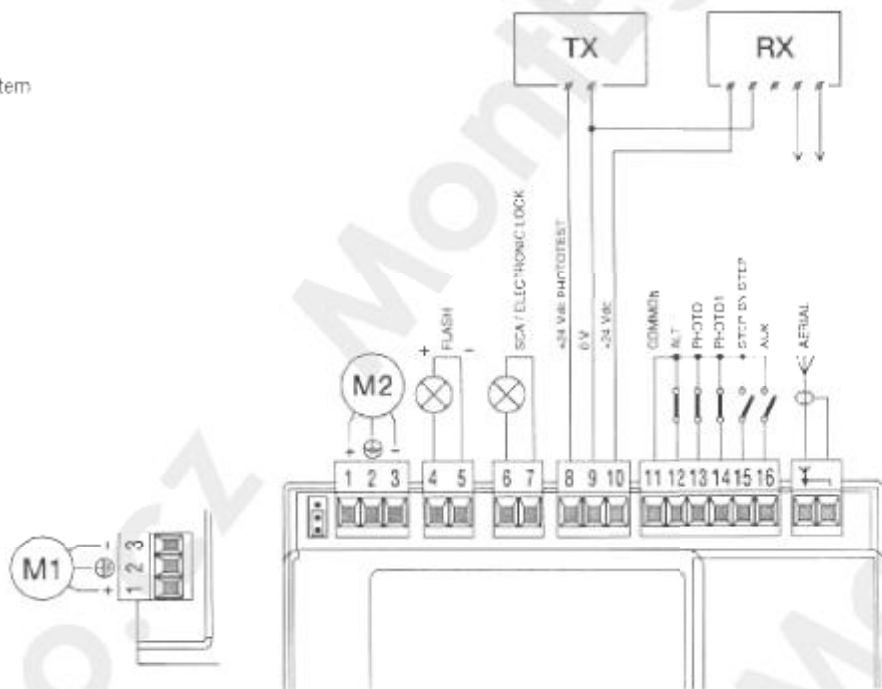 TX
RX
tem
+
FLASH
-
SCA / ELECTRONIC LOCK
+24 Vdc PHOTOTEST
0 V
+24 Vdc
COMMON
ALT
PHOTO
PHOTO1
STEP BY STEP
AUX
AERIAL
M2
+ -
1 2 3
4 5
6 7
8 9 10
11 12 13 14 15 16
M1
- 3
2
+ 1